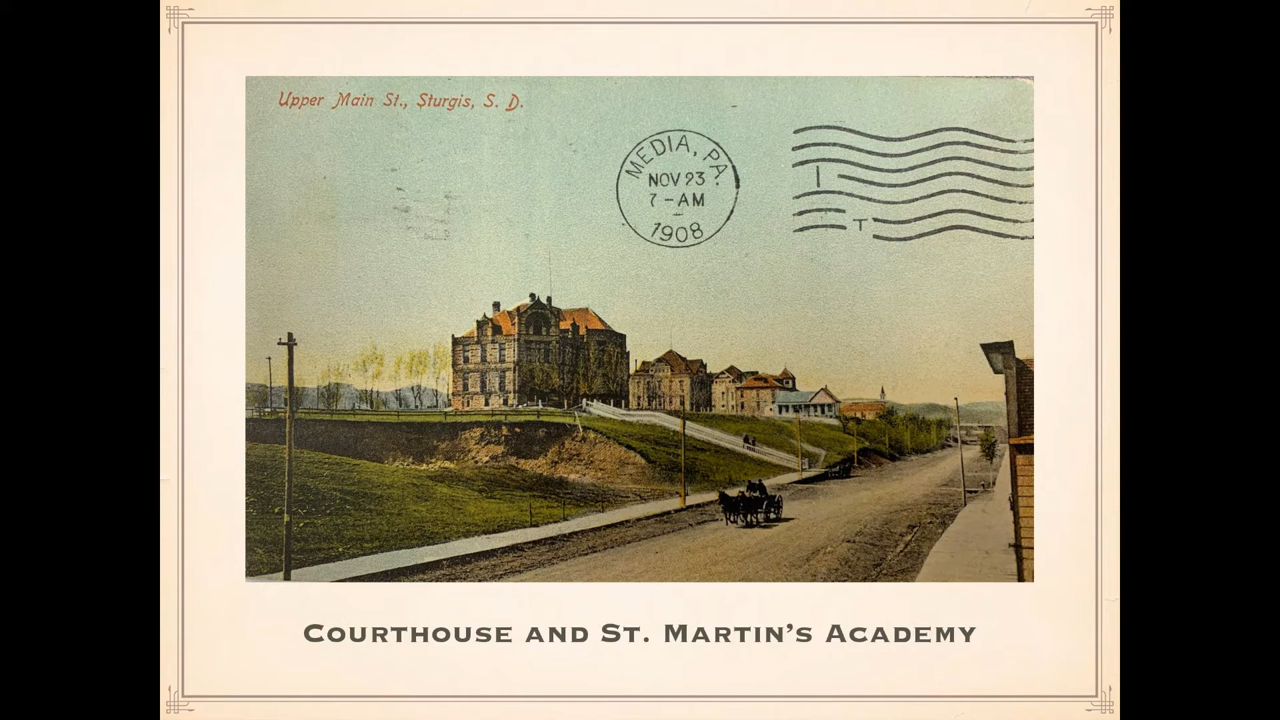 Upper Main St., Sturgis, S. D.
MEDIA, PA.
NOV 23
7-AM
1908
T
COURTHOUSE AND ST. MARTIN'S ACADEMY